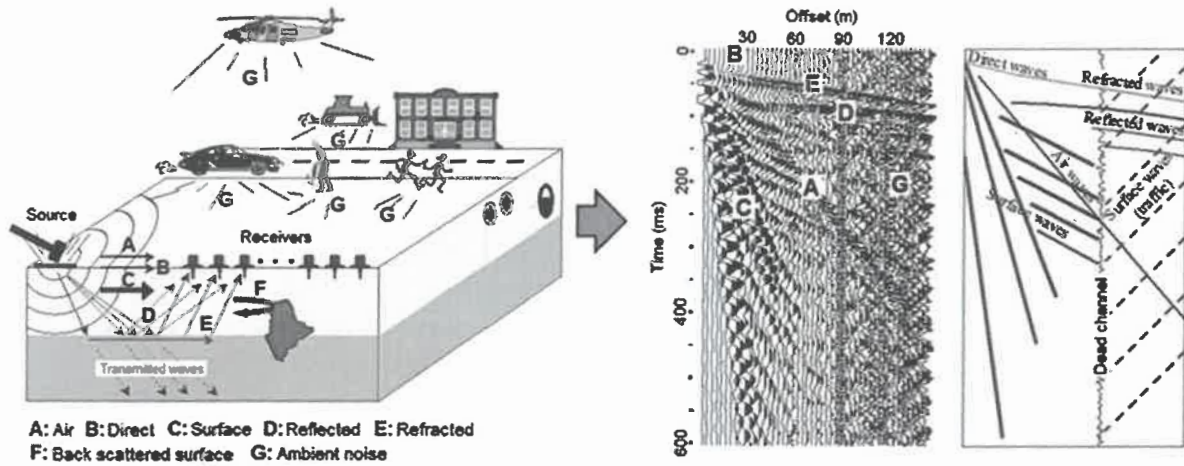 G
G
G
G
G
Source
Receivers
A
B
C
D
E
F
Transmitted waves
A: Air B: Direct C: Surface D: Reflected E: Refracted
F: Back scattered surface G: Ambient noise
Offset (m)
30 60 90 120
Time (ms)
0
200
400
600
B
E
D
A
C
G
Direct waves
Refracted waves
Reflected waves
Air waves
Surface waves
Surface waves
(traffic)
Dead channel